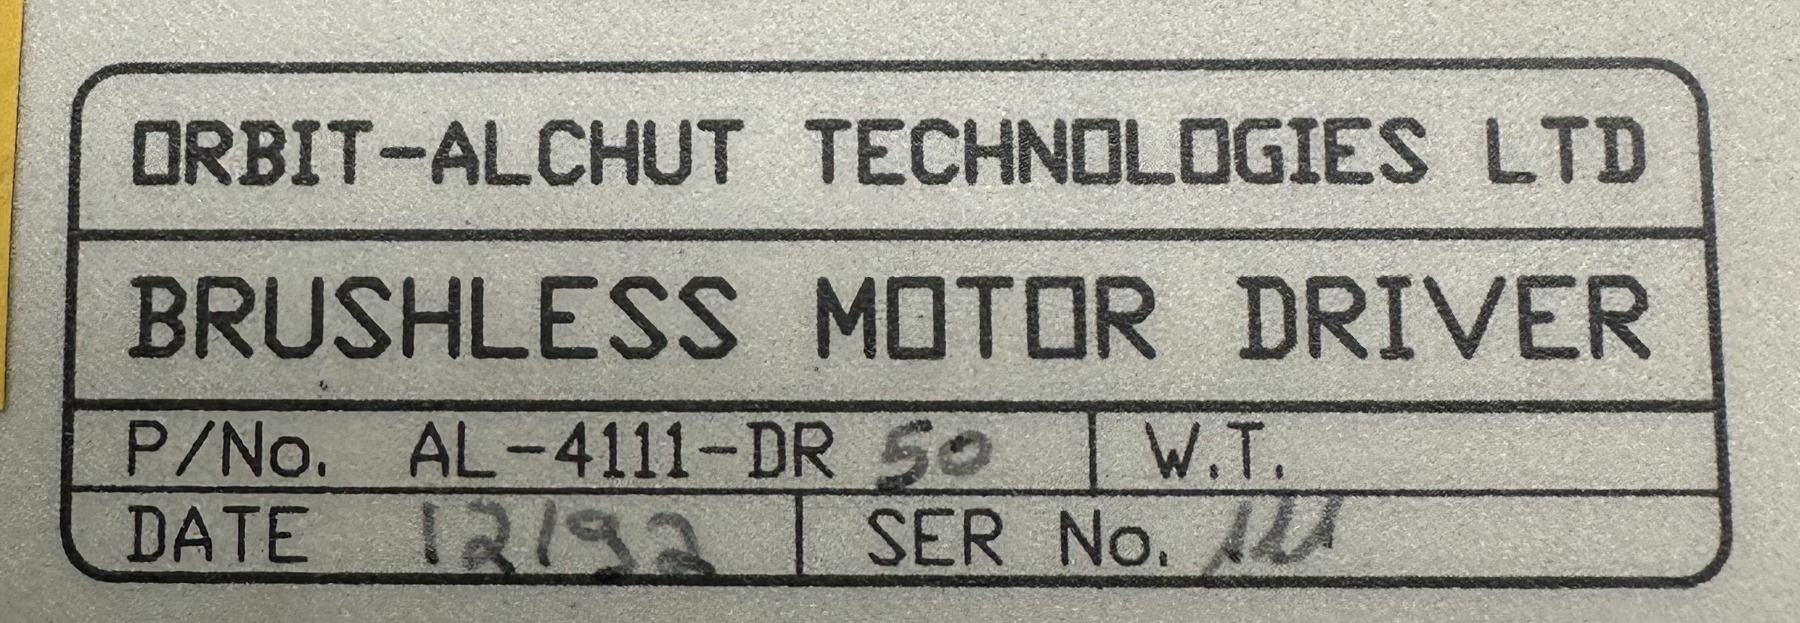 ORBIT-ALCHUT TECHNOLOGIES LTD
BRUSHLESS MOTOR DRIVER
P/No. AL-4111-DR 50 W.T.
DATE 12/92 SER No.